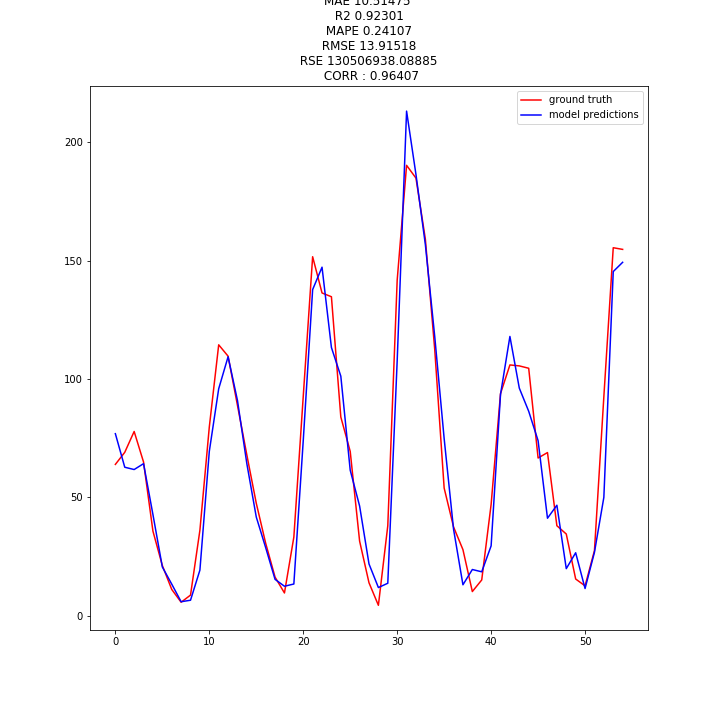 MAE 10.51475
R2 0.92301
MAPE 0.24107
RMSE 13.91518
RSE 130506938.08885
CORR : 0.96407
ground truth
model predictions
200
150
100
50
0
0 10 20 30 40 50